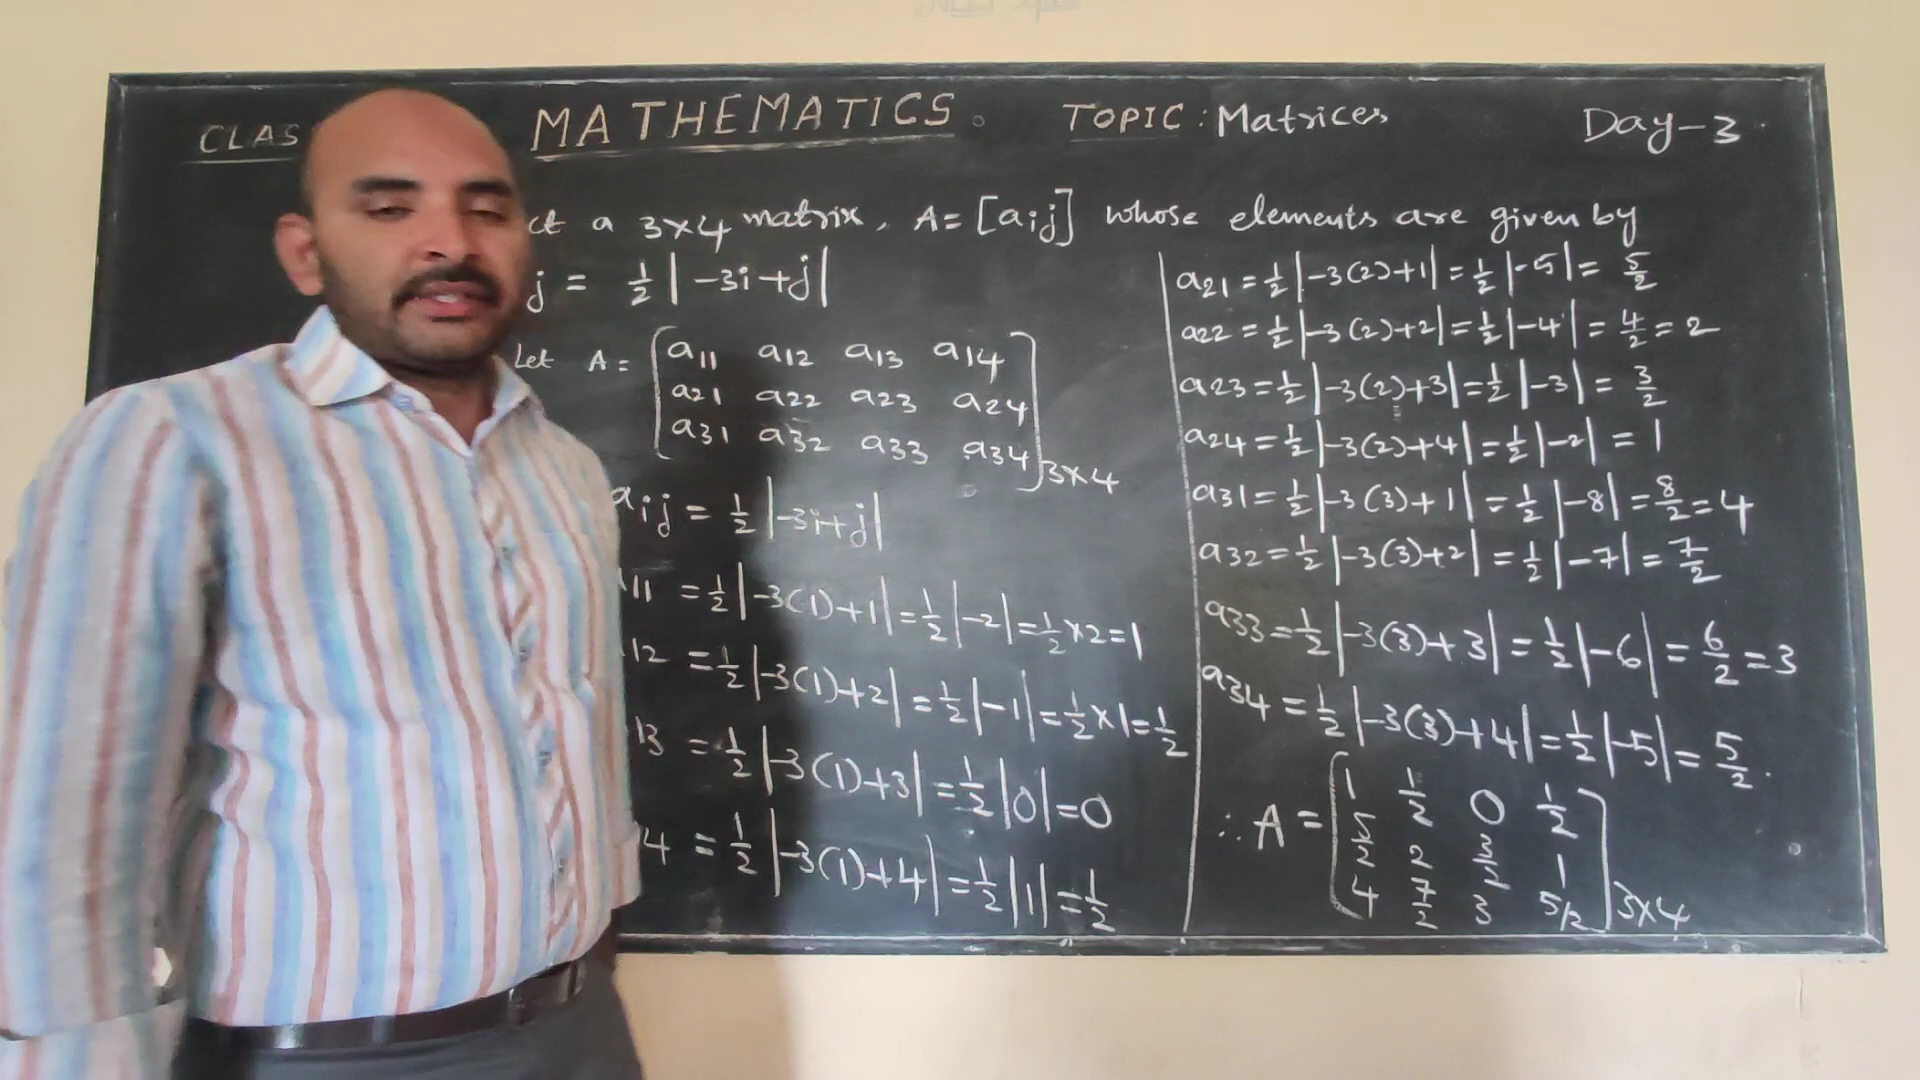 CLAS MATHEMATICS. TOPIC : Matrices Day-3
ct a 3×4 matrix, A = [aij] whose elements are given by
j = 1/2 |-3i+j|
Let A = [a11 a12 a13 a14
a21 a22 a23 a24
a31 a32 a33 a34]3×4
aij = 1/2 |-3i+j|
11 = 1/2 |-3(1)+1| = 1/2 |-2| = 1/2 × 2 = 1
12 = 1/2 |-3(1)+2| = 1/2 |-1| = 1/2 × 1 = 1/2
13 = 1/2 |-3(1)+3| = 1/2 |0| = 0
4 = 1/2 |-3(1)+4| = 1/2 |1| = 1/2
a21 = 1/2 |-3(2)+1| = 1/2 |-5| = 5/2
a22 = 1/2 |-3(2)+2| = 1/2 |-4| = 4/2 = 2
a23 = 1/2 |-3(2)+3| = 1/2 |-3| = 3/2
a24 = 1/2 |-3(2)+4| = 1/2 |-2| = 1
a31 = 1/2 |-3(3)+1| = 1/2 |-8| = 8/2 = 4
a32 = 1/2 |-3(3)+2| = 1/2 |-7| = 7/2
a33 = 1/2 |-3(3)+3| = 1/2 |-6| = 6/2 = 3
a34 = 1/2 |-3(3)+4| = 1/2 |-5| = 5/2.
∴ A = [1 1/2 0 1/2
5/2 2 3/2 1
4 7/2 3 5/2]3×4